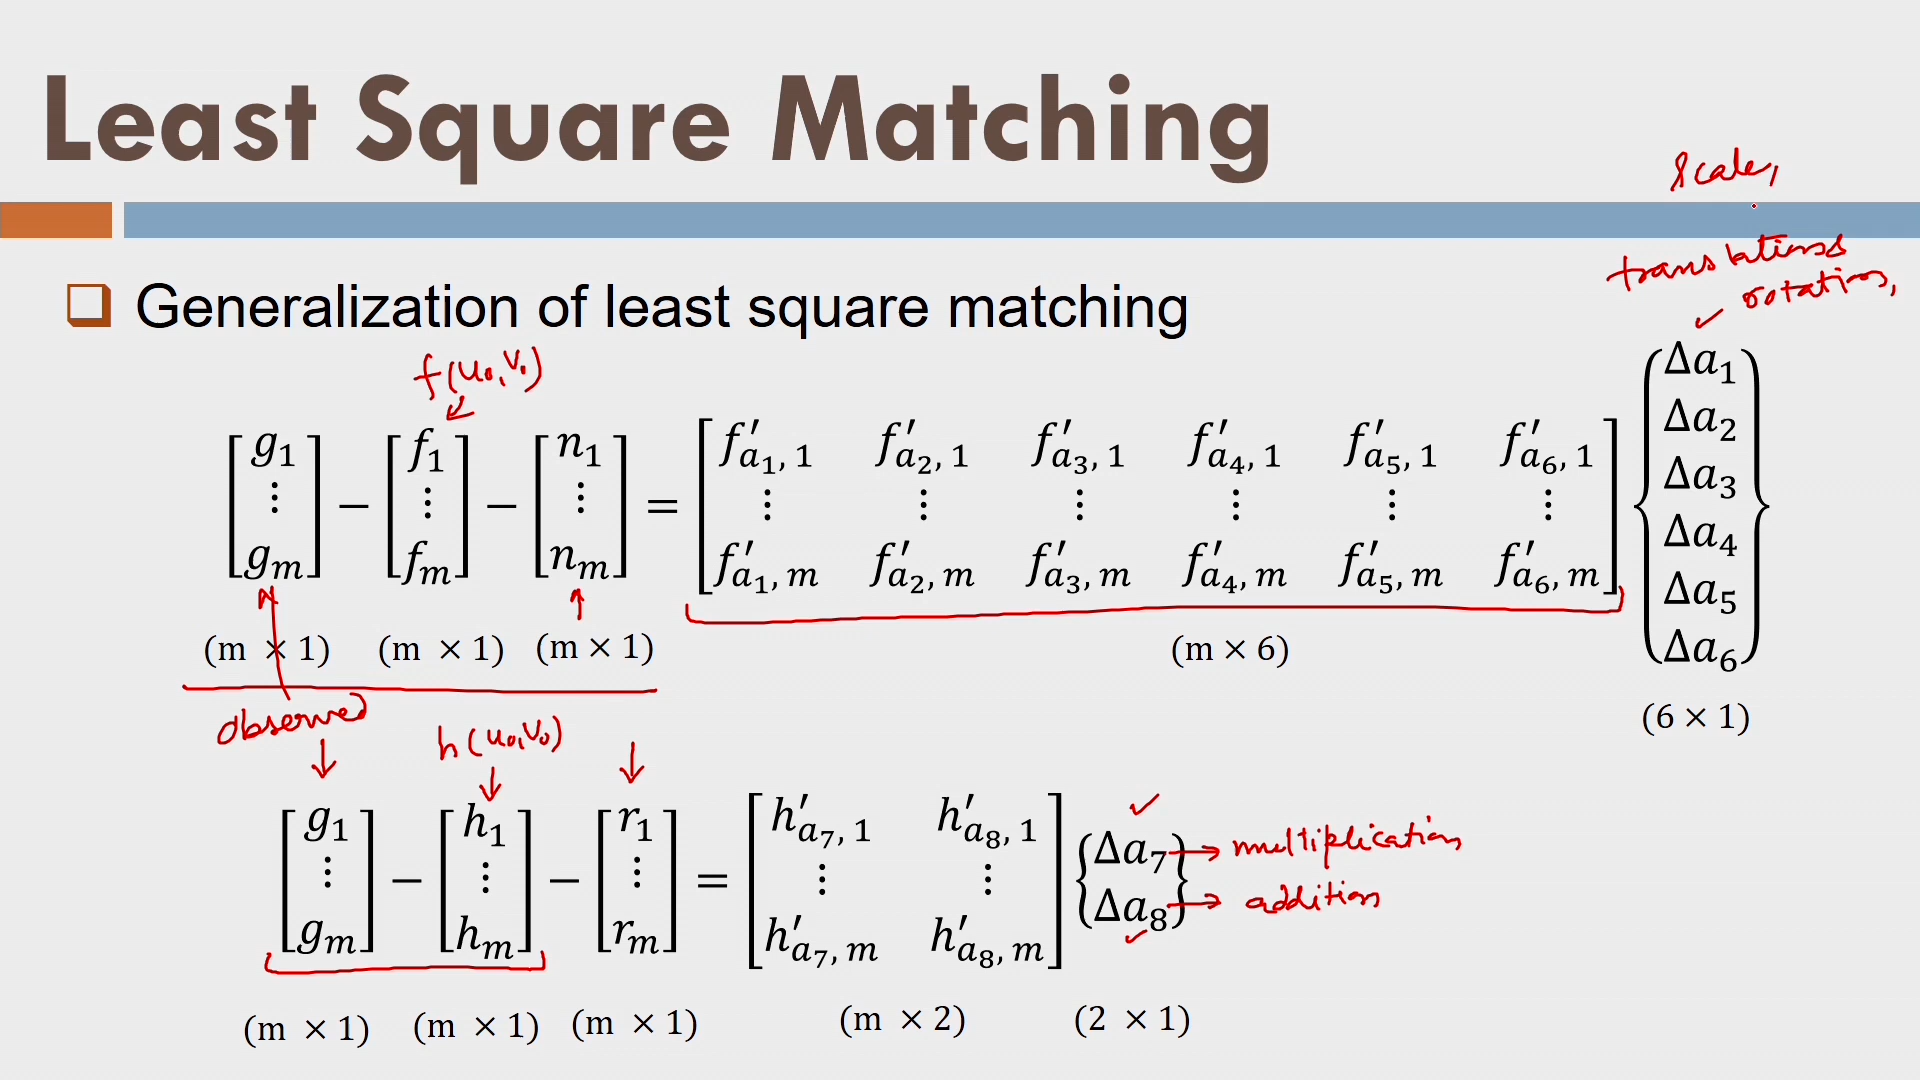 Least Square Matching
Scale,
translations
rotation,
❑ Generalization of least square matching
f(u₀,v₀)
[g₁ ⋮ gₘ] − [f₁ ⋮ fₘ] − [n₁ ⋮ nₘ] = [f′a₁, 1 f′a₂, 1 f′a₃, 1 f′a₄, 1 f′a₅, 1 f′a₆, 1 ⋮ ⋮ ⋮ ⋮ ⋮ ⋮ f′a₁, m f′a₂, m f′a₃, m f′a₄, m f′a₅, m f′a₆, m] {Δa₁ Δa₂ Δa₃ Δa₄ Δa₅ Δa₆}
(m × 1) (m × 1) (m × 1) (m × 6)
(6 × 1)
observed
h(u₀,v₀)
[g₁ ⋮ gₘ] − [h₁ ⋮ hₘ] − [r₁ ⋮ rₘ] = [h′a₇, 1 h′a₈, 1 ⋮ ⋮ h′a₇, m h′a₈, m] {Δa₇ Δa₈}
→ multiplication
→ addition
(m × 1) (m × 1) (m × 1) (m × 2) (2 × 1)